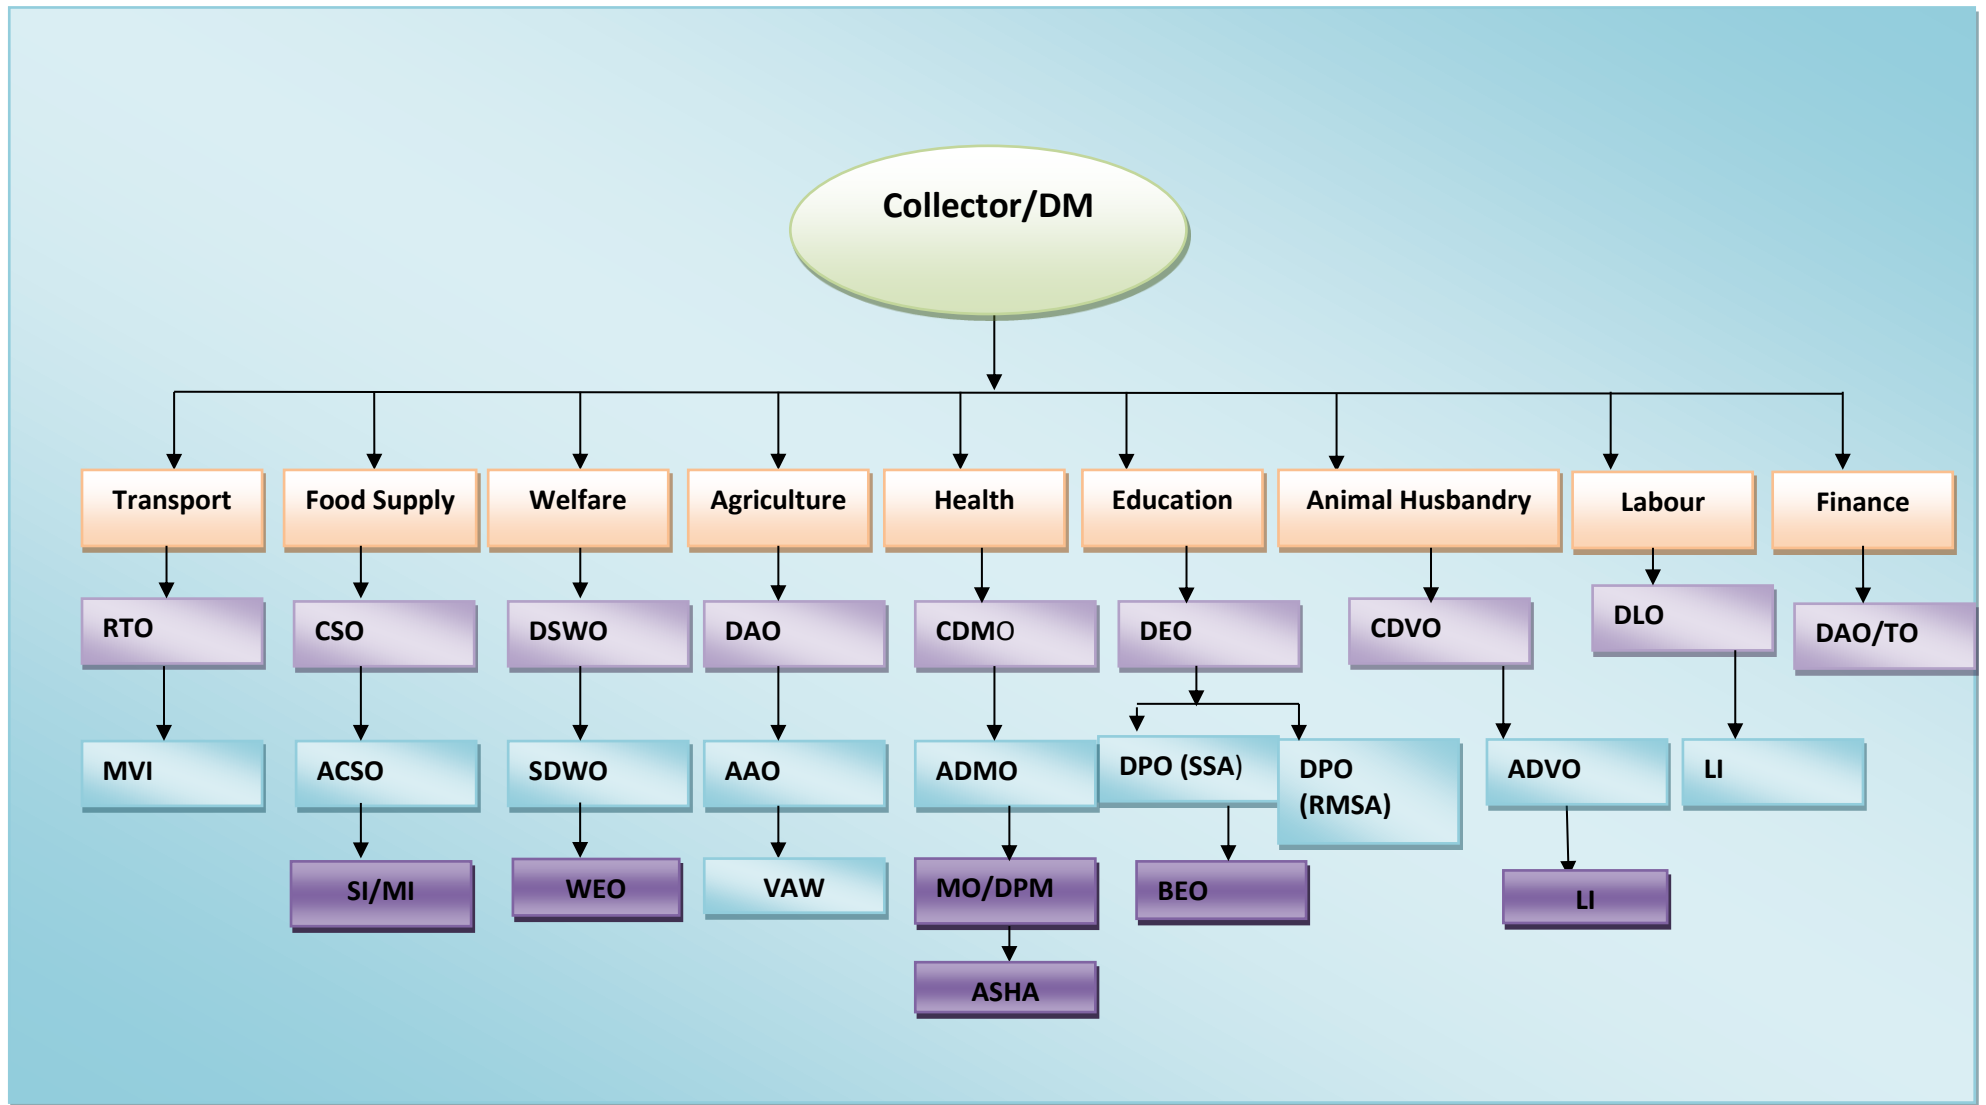 Collector/DM
Transport
Food Supply
Welfare
Agriculture
Health
Education
Animal Husbandry
Labour
Finance
RTO
CSO
DSWO
DAO
CDMO
DEO
CDVO
DLO
DAO/TO
MVI
ACSO
SDWO
AAO
ADMO
DPO (SSA)
DPO
(RMSA)
ADVO
LI
SI/MI
WEO
VAW
MO/DPM
BEO
LI
ASHA